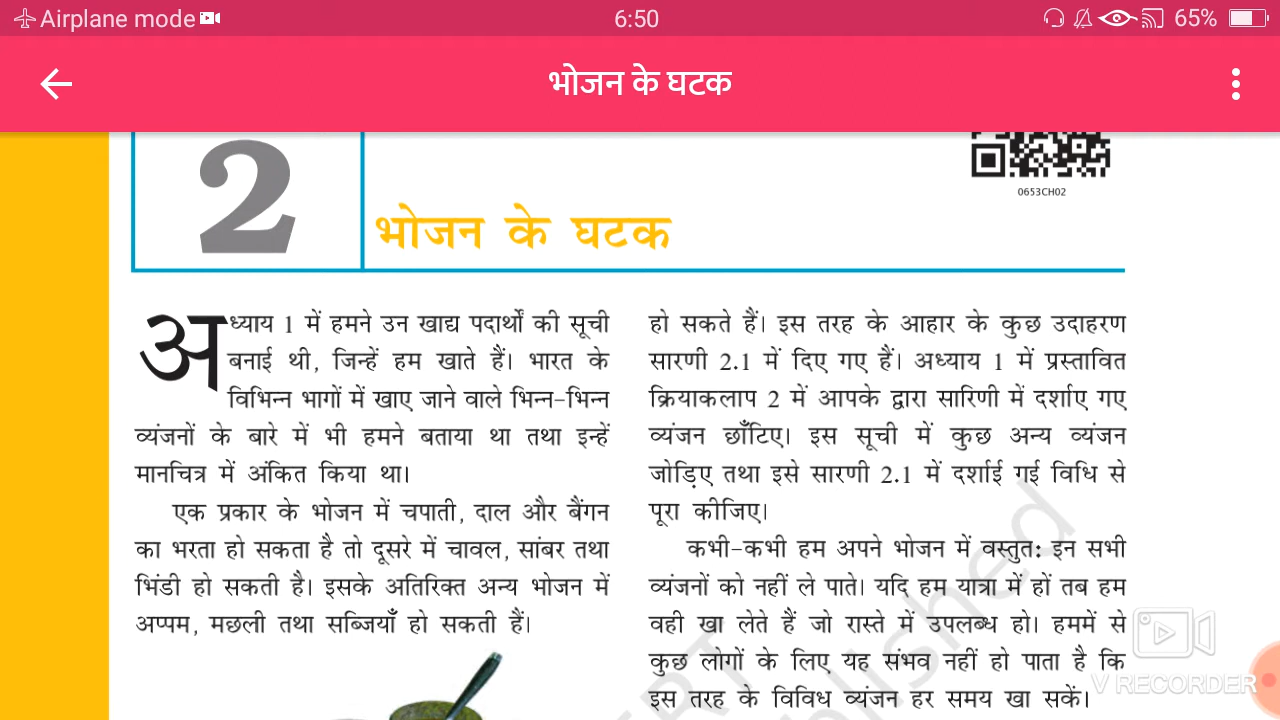 Airplane mode
6:50
65%
भोजन के घटक
2
0653CH02
भोजन के घटक
अध्याय 1 में हमने उन खाद्य पदार्थों की सूची
बनाई थी, जिन्हें हम खाते हैं। भारत के
विभिन्न भागों में खाए जाने वाले भिन्न-भिन्न
व्यंजनों के बारे में भी हमने बताया था तथा इन्हें
मानचित्र में अंकित किया था।
एक प्रकार के भोजन में चपाती, दाल और बैंगन
का भरता हो सकता है तो दूसरे में चावल, सांबर तथा
भिंडी हो सकती है। इसके अतिरिक्त अन्य भोजन में
अप्पम, मछली तथा सब्जियाँ हो सकती हैं।
हो सकते हैं। इस तरह के आहार के कुछ उदाहरण
सारणी 2.1 में दिए गए हैं। अध्याय 1 में प्रस्तावित
क्रियाकलाप 2 में आपके द्वारा सारिणी में दर्शाए गए
व्यंजन छाँटिए। इस सूची में कुछ अन्य व्यंजन
जोड़िए तथा इसे सारणी 2.1 में दर्शाई गई विधि से
पूरा कीजिए।
कभी-कभी हम अपने भोजन में वस्तुत: इन सभी
व्यंजनों को नहीं ले पाते। यदि हम यात्रा में हों तब हम
वही खा लेते हैं जो रास्ते में उपलब्ध हो। हममें से
कुछ लोगों के लिए यह संभव नहीं हो पाता है कि
इस तरह के विविध व्यंजन हर समय खा सकें।
V RECORDER